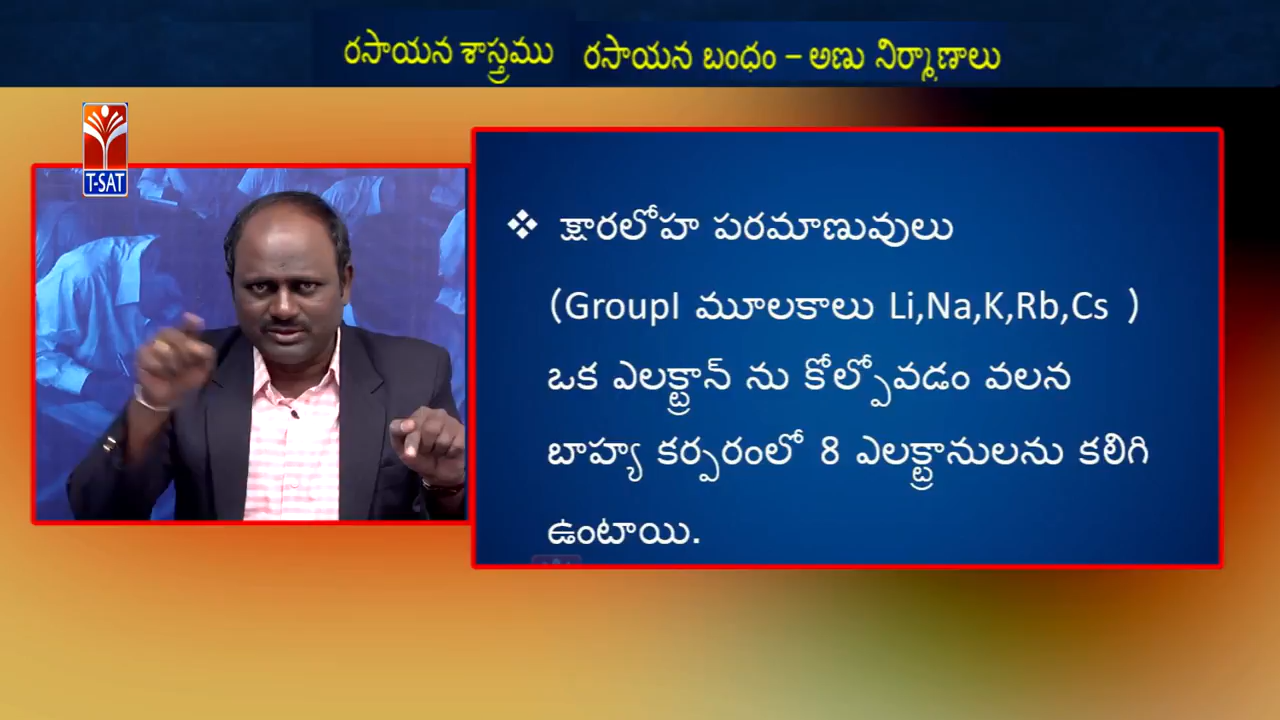 రసాయన శాస్త్రము రసాయన బంధం – అణు నిర్మాణాలు
T-SAT
❖ క్షారలోహ పరమాణువులు
(GroupI మూలకాలు Li,Na,K,Rb,Cs )
ఒక ఎలక్ట్రాన్ ను కోల్పోవడం వలన
బాహ్య కర్పరంలో 8 ఎలక్ట్రానులను కలిగి
ఉంటాయి.